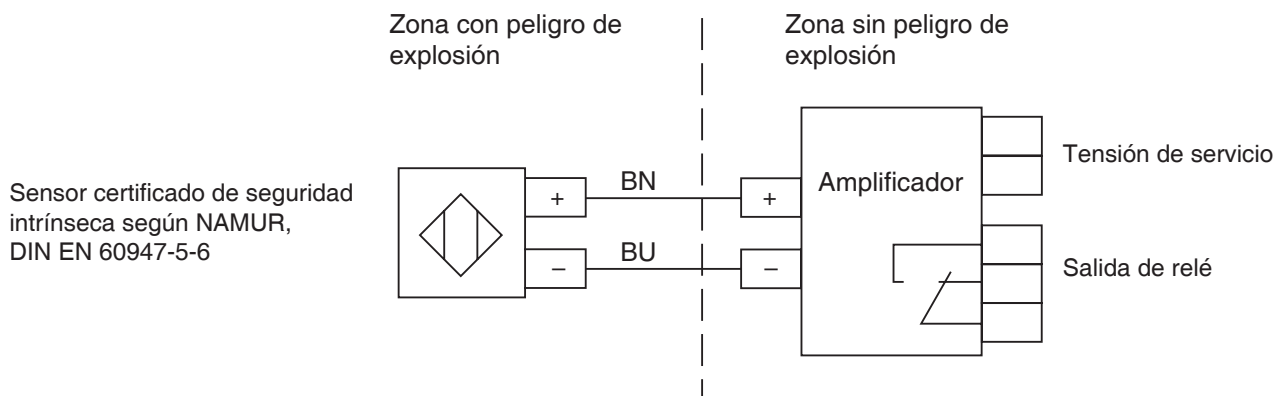 Zona con peligro de
explosión
Zona sin peligro de
explosión
Sensor certificado de seguridad
intrínseca según NAMUR,
DIN EN 60947-5-6
+
BN
+
–
BU
–
Amplificador
Tensión de servicio
Salida de relé